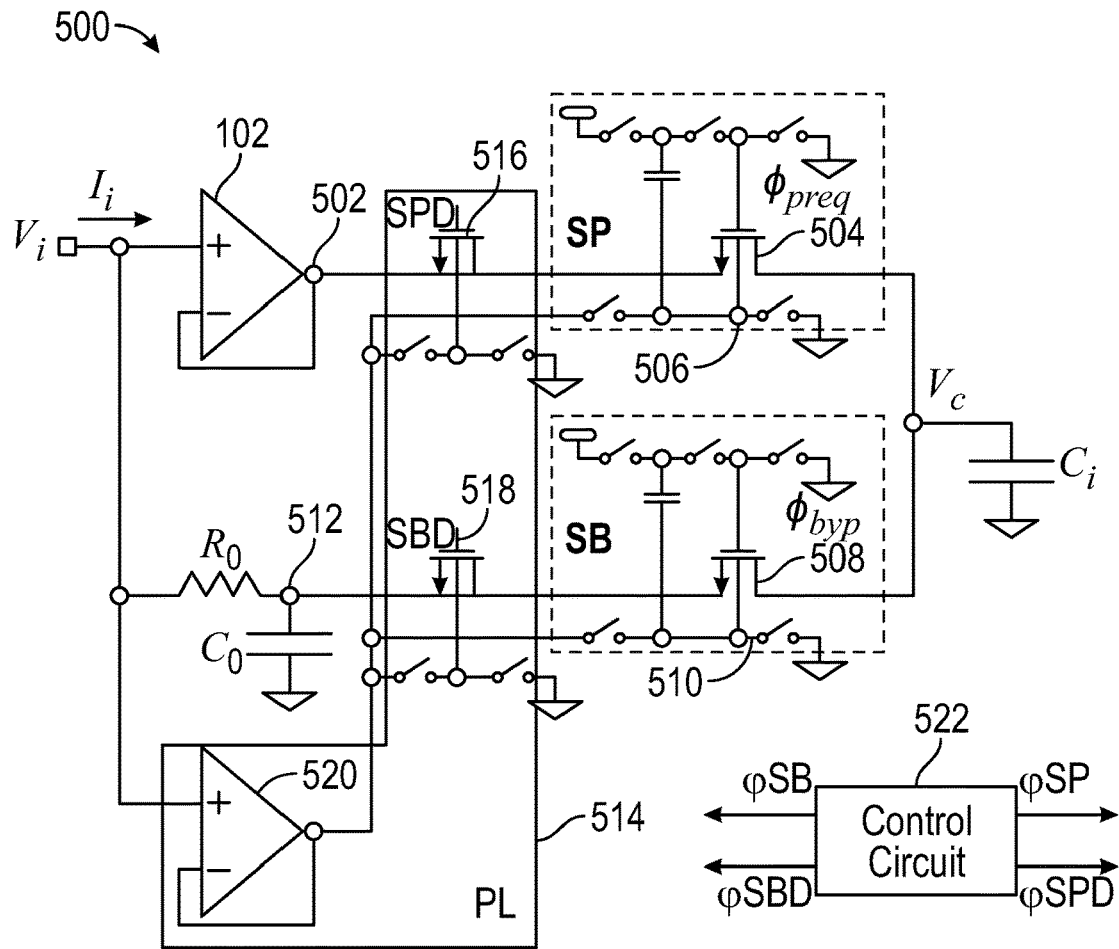 500
102
516
I_i
502
SPD
ϕ_preq
V_i
+
SP
504
−
506
V_c
512
518
C_i
SBD
ϕ_byp
R_0
SB
508
C_0
510
520
522
+
φSB
φSP
514
Control
Circuit
−
φSBD
φSPD
PL